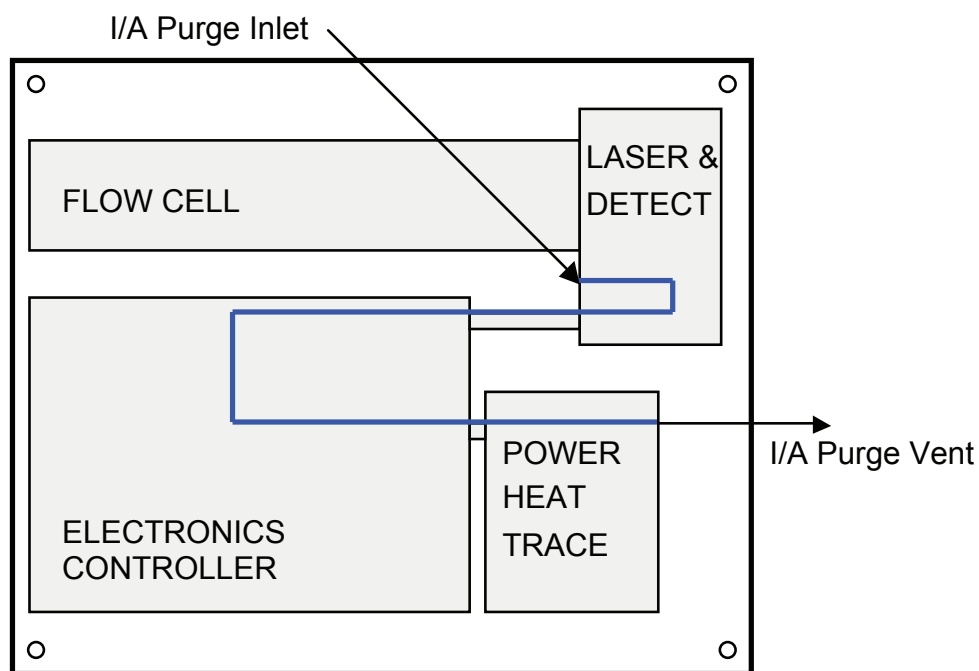 I/A Purge Inlet
LASER &
DETECT
FLOW CELL
POWER
HEAT
TRACE
I/A Purge Vent
ELECTRONICS
CONTROLLER